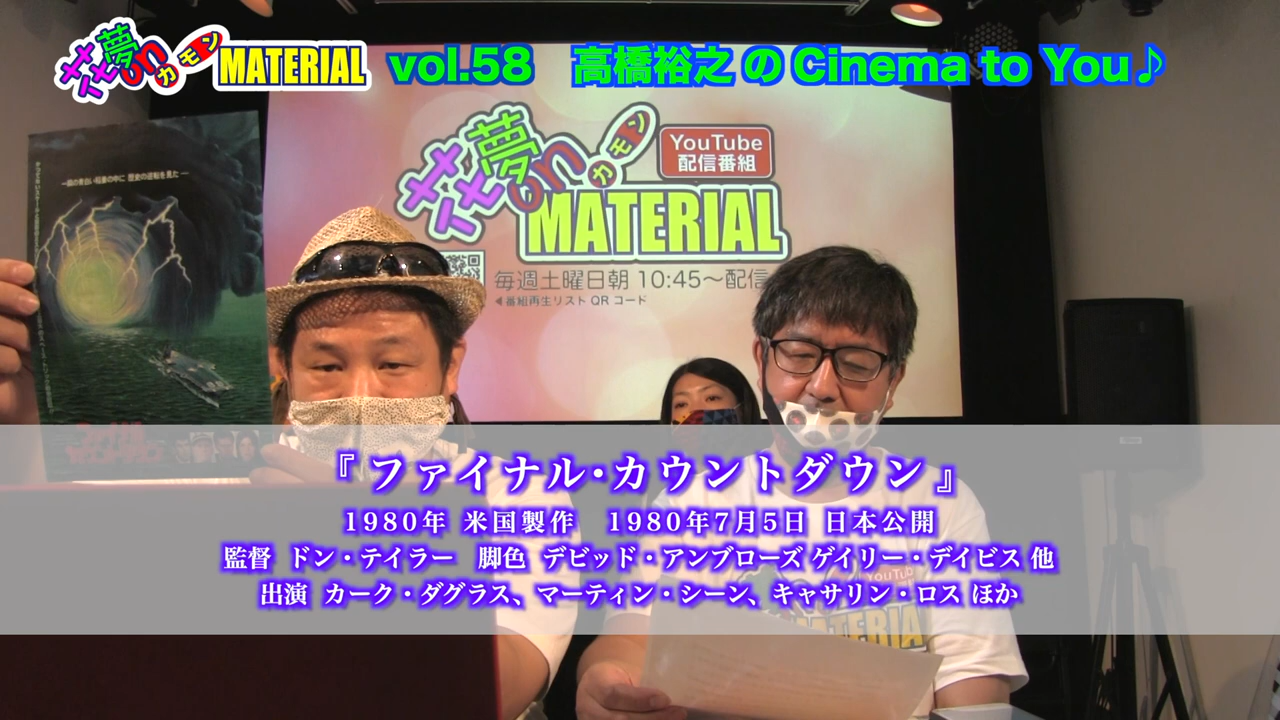 花夢onカモン MATERIAL vol.58 高橋裕之のCinema to You♪
花夢onカモン
MATERIAL
YouTube
配信番組
毎週土曜日朝 10:45～配信
◀番組再生リスト QRコード
『ファイナル・カウントダウン』
1980年 米国製作 1980年7月5日 日本公開
監督 ドン・テイラー 脚色 デビッド・アンブローズ ゲイリー・デイビス 他
出演 カーク・ダグラス、マーティン・シーン、キャサリン・ロス ほか
YouTube
MATERIA